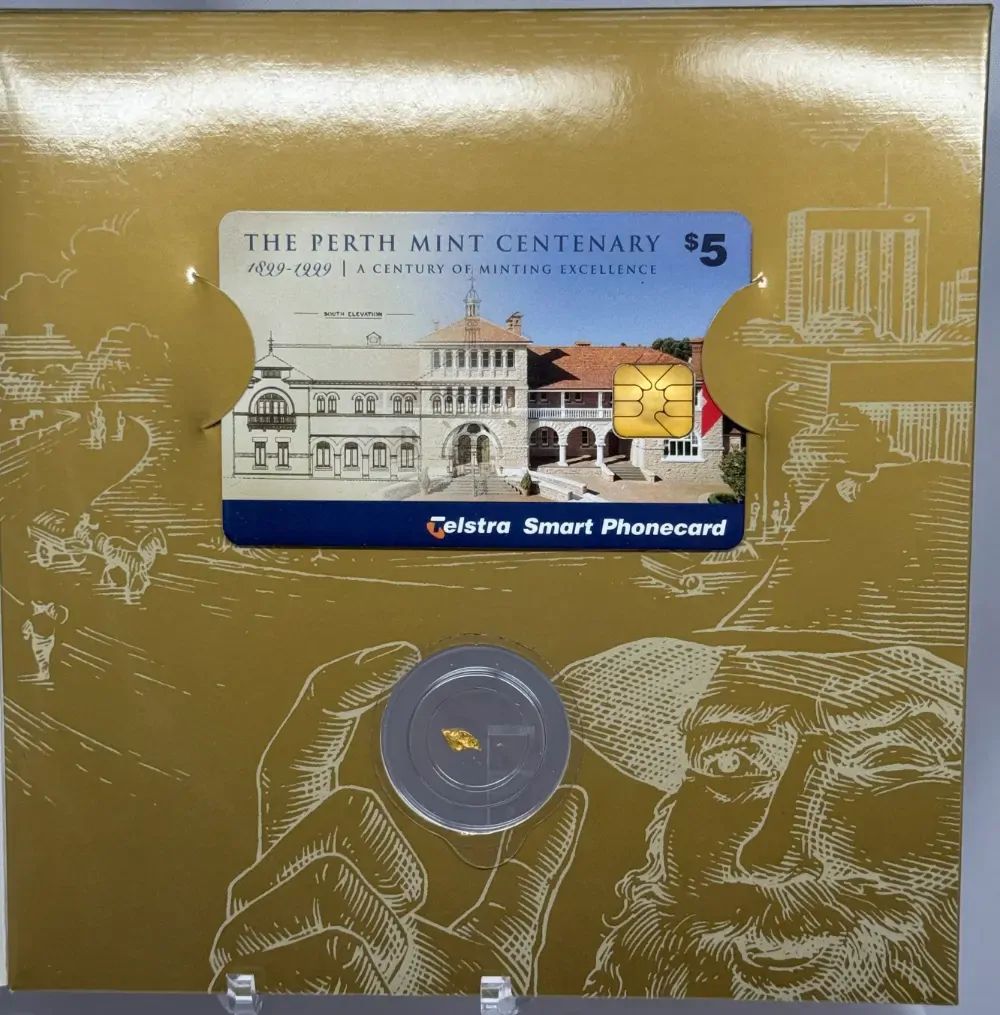 THE PERTH MINT CENTENARY
$5
1899-1999 | A CENTURY OF MINTING EXCELLENCE
SOUTH ELEVATION
Telstra Smart Phonecard